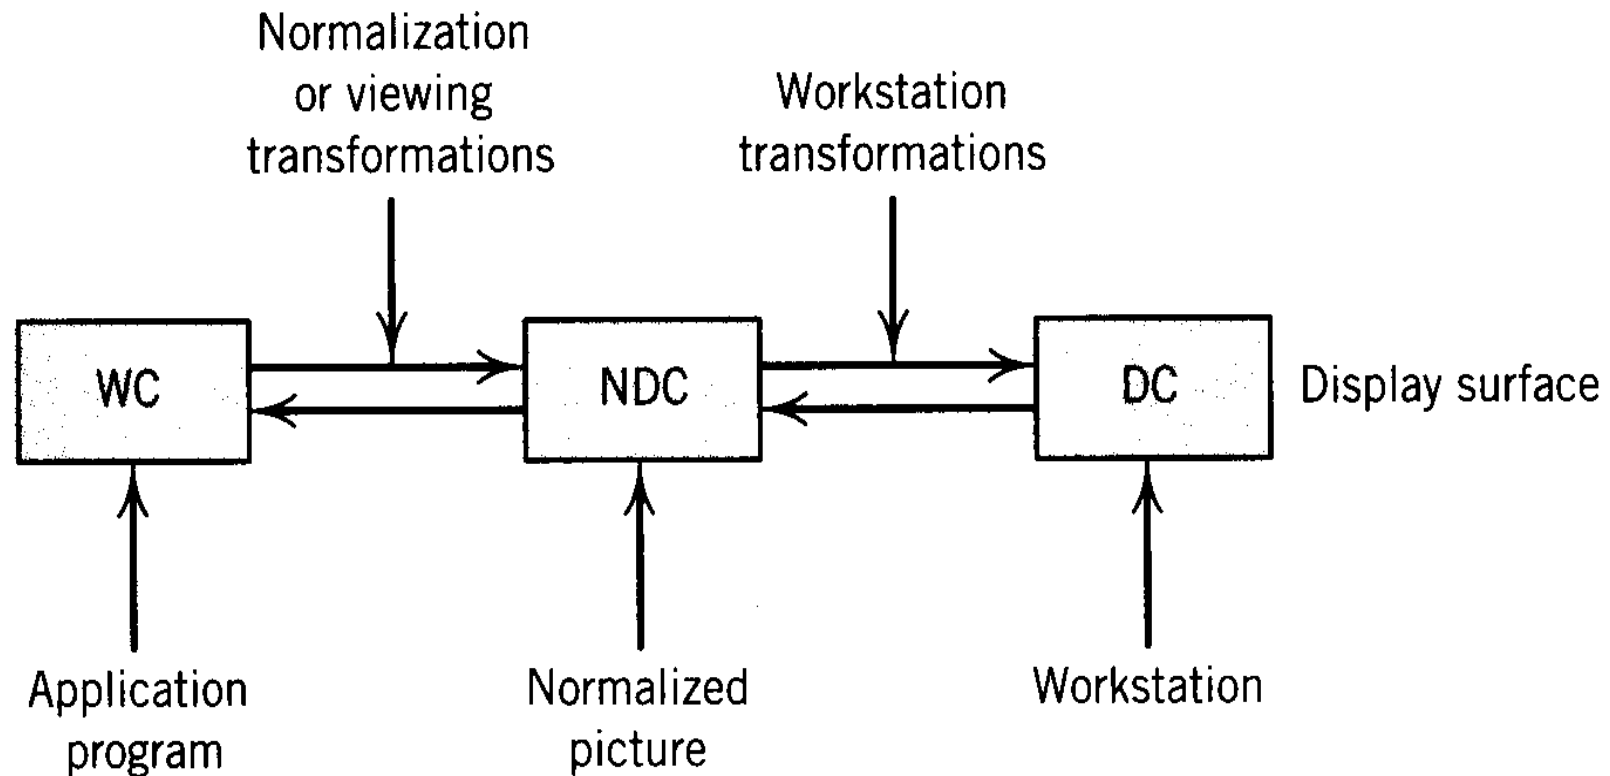 Normalization
or viewing
transformations
Workstation
transformations
WC
NDC
DC
Display surface
Application
program
Normalized
picture
Workstation